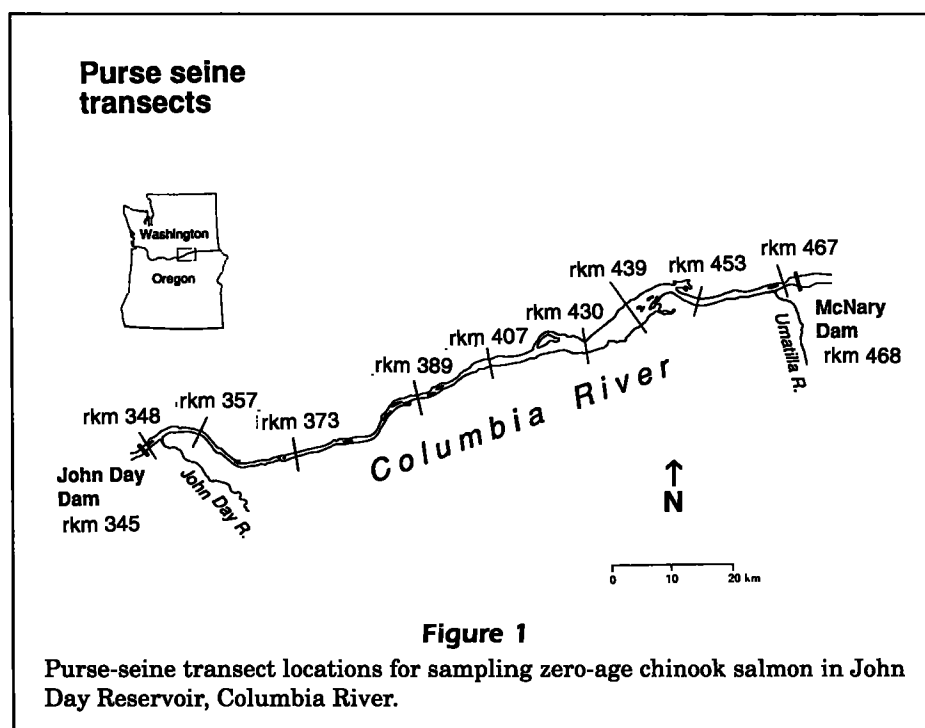 Purse seine
transects
Washington
Oregon
rkm 467
rkm 453
rkm 439
rkm 430
rkm 407
rkm 389
rkm 373
rkm 357
rkm 348
McNary
Dam
rkm 468
Umatilla R.
Columbia River
John Day
Dam
rkm 345
John Day R.
N
0 10 20 km
Figure 1
Purse-seine transect locations for sampling zero-age chinook salmon in John
Day Reservoir, Columbia River.